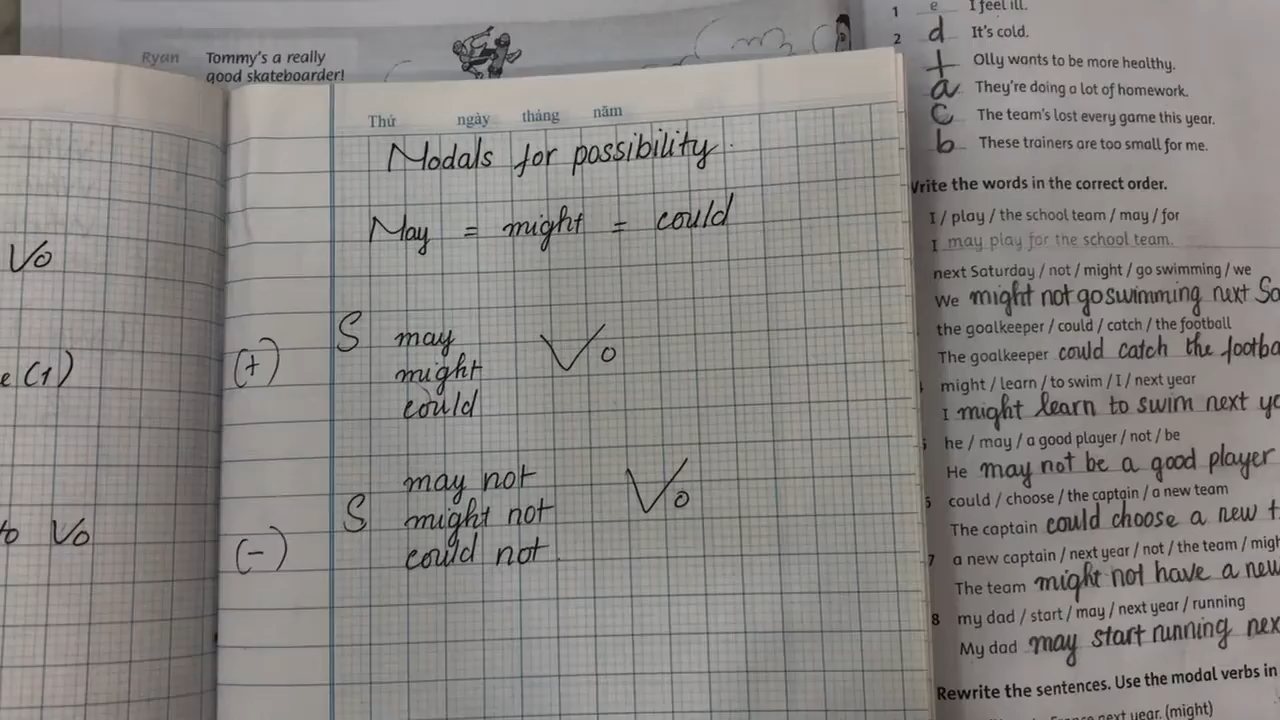 Ryan Tommy's a really
good skateboarder!
Thứ ngày tháng năm
Modals for possibility.
May = might = could
(+) S may V₀
might
could
(-) S may not V₀
might not
could not.
V₀
e (1)
to V₀
1 e I feel ill.
2 d It's cold.
f Olly wants to be more healthy.
a They're doing a lot of homework.
c The team's lost every game this year.
b These trainers are too small for me.
Write the words in the correct order.
I / play / the school team / may / for
I may play for the school team.
next Saturday / not / might / go swimming / we
We might not go swimming next
the goalkeeper / could / catch / the football
The goalkeeper could catch the
might / learn / to swim / I / next year
I might learn to swim next
he / may / a good player / not / be
He may not be a good player
could / choose / the captain / a new team
The captain could choose a new
7 a new captain / next year / not / the team /
The team might not have a new
8 my dad / start / may / next year / running
My dad may start running
Rewrite the sentences. Use the modal verbs in
next year. (might)